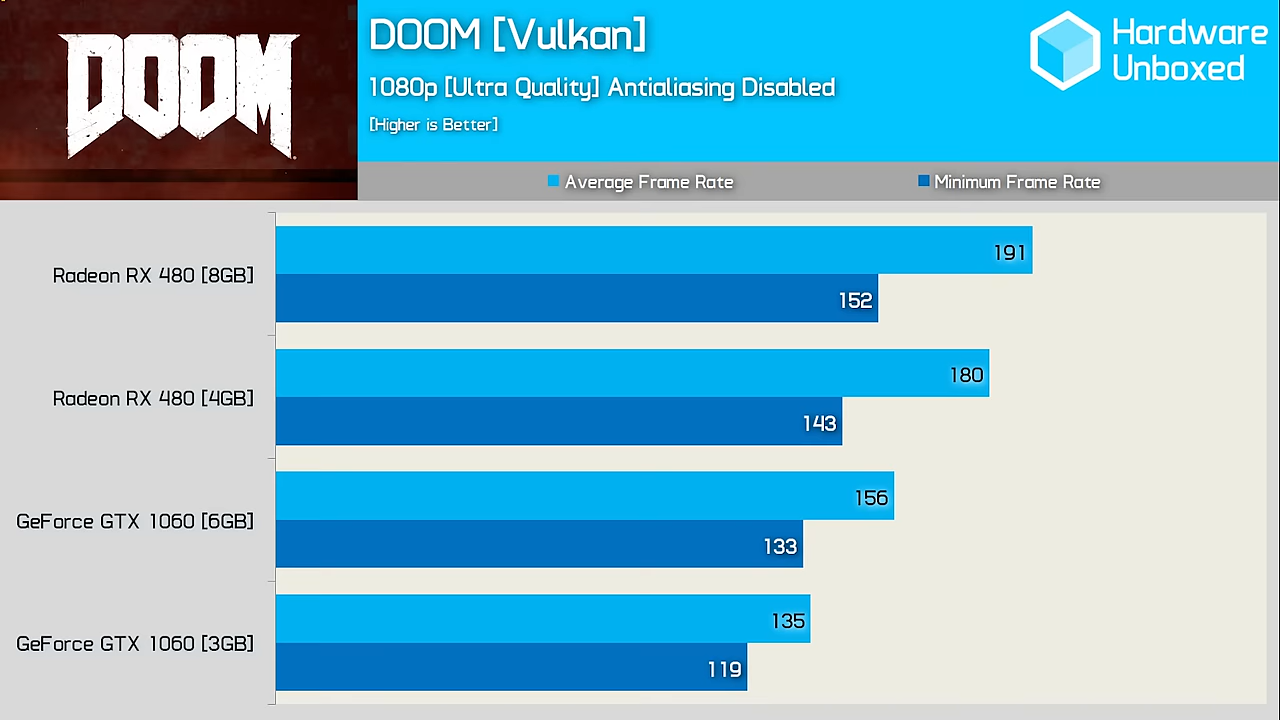 DOOM
DOOM [Vulkan]
1080p [Ultra Quality] Antialiasing Disabled
[Higher is Better]
Hardware
Unboxed
Average Frame Rate
Minimum Frame Rate
Radeon RX 480 [8GB]
191
152
Radeon RX 480 [4GB]
180
143
GeForce GTX 1060 [6GB]
156
133
GeForce GTX 1060 [3GB]
135
119